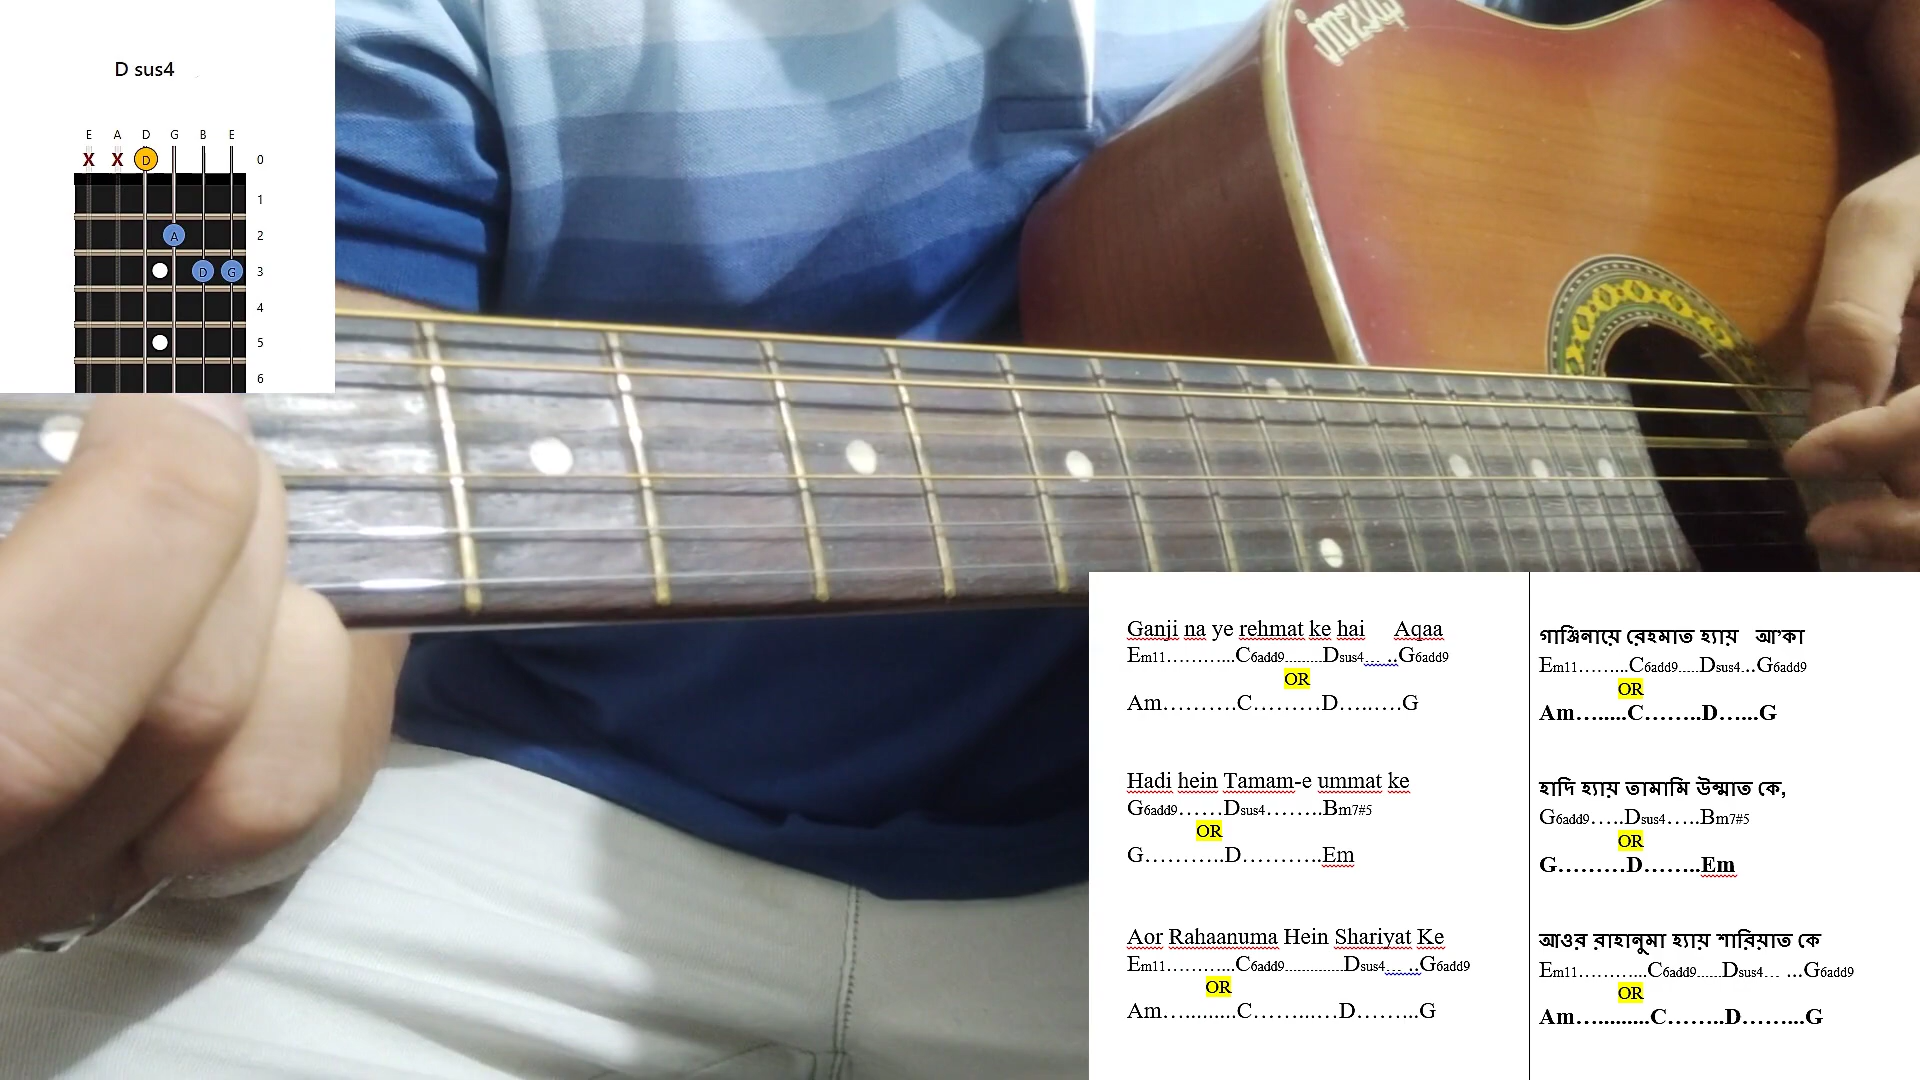 D sus4
E A D G B E
X X D 0
1
A 2
D G 3
4
5
6
Ganji na ye rehmat ke hai Aqaa
Em11………...C6add9.........Dsus4... ..G6add9
OR
Am……….C………D…..….G
Hadi hein Tamam-e ummat ke
G6add9……Dsus4……..Bm7#5
OR
G………..D………..Em
Aor Rahaanuma Hein Shariyat Ke
Em11………...C6add9...............Dsus4... ..G6add9
OR
Am….........C……...…D……...G
গাঞ্জিনায়ে রেহমাত হ্যায় আ’কা
Em11……...C6add9.....Dsus4...G6add9
OR
Am….....C……..D…...G
হাদি হ্যায় তামামি উম্মাত কে,
G6add9…..Dsus4…..Bm7#5
OR
G………D……..Em
আওর রাহানুমা হ্যায় শারিয়াত কে
Em11………...C6add9......Dsus4... ...G6add9
OR
Am….........C……..D……...G